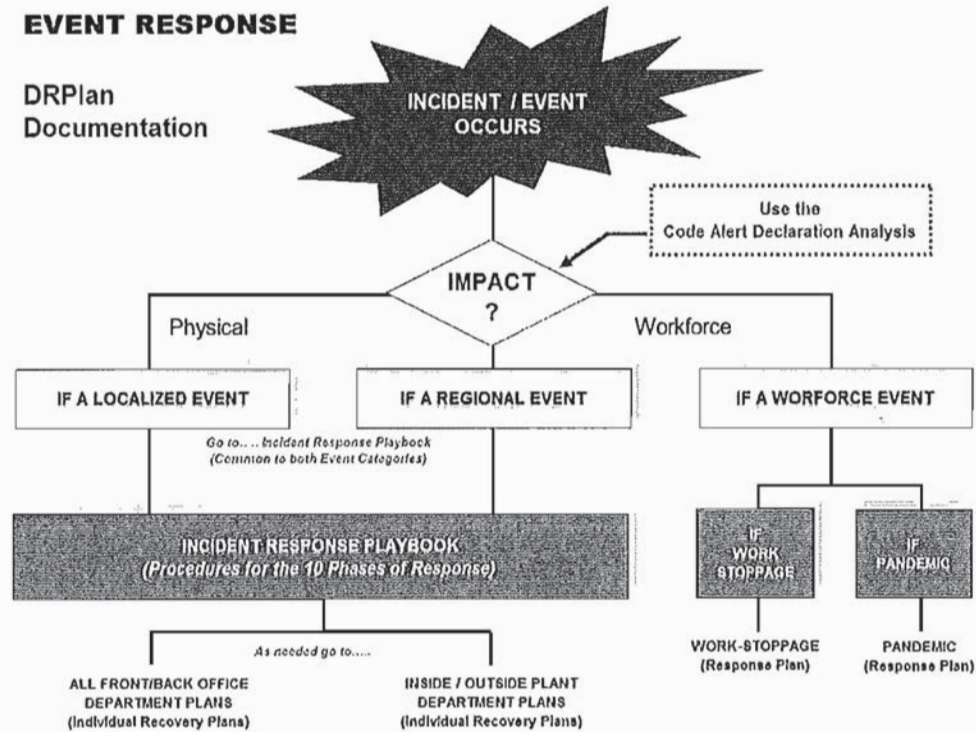 EVENT RESPONSE
DRPlan
Documentation
INCIDENT / EVENT
OCCURS
Use the
Code Alert Declaration Analysis
IMPACT
?
Physical
Workforce
IF A LOCALIZED EVENT
IF A REGIONAL EVENT
IF A WORFORCE EVENT
Go to..... Incident Response Playbook
(Common to both Event Categories)
INCIDENT RESPONSE PLAYBOOK
(Procedures for the 10 Phases of Response)
IF
WORK
STOPPAGE
IF
PANDEMIC
As needed go to.....
WORK-STOPPAGE
(Response Plan)
PANDEMIC
(Response Plan)
ALL FRONT/BACK OFFICE
DEPARTMENT PLANS
(Individual Recovery Plans)
INSIDE / OUTSIDE PLANT
DEPARTMENT PLANS
(Individual Recovery Plans)